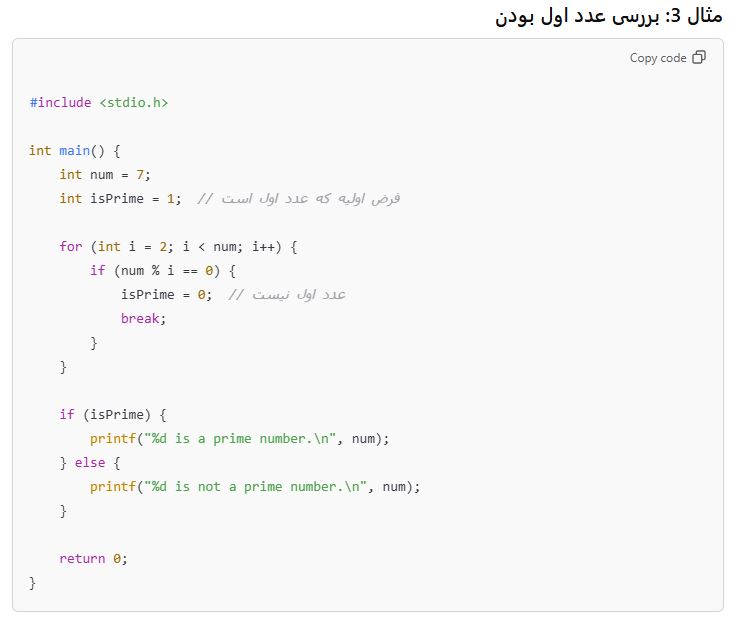 مثال 3: بررسی عدد اول بودن
Copy code
#include <stdio.h>
int main() {
    int num = 7;
    int isPrime = 1;  // فرض اولیه که عدد اول است
    for (int i = 2; i < num; i++) {
        if (num % i == 0) {
            isPrime = 0;  // عدد اول نیست
            break;
        }
    }
    if (isPrime) {
        printf("%d is a prime number.\n", num);
    } else {
        printf("%d is not a prime number.\n", num);
    }
    return 0;
}